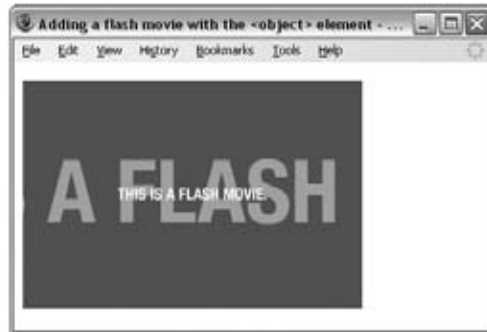 Adding a flash movie with the <object> element - ...
File Edit View History Bookmarks Tools Help
A FLASH
THIS IS A FLASH MOVIE.